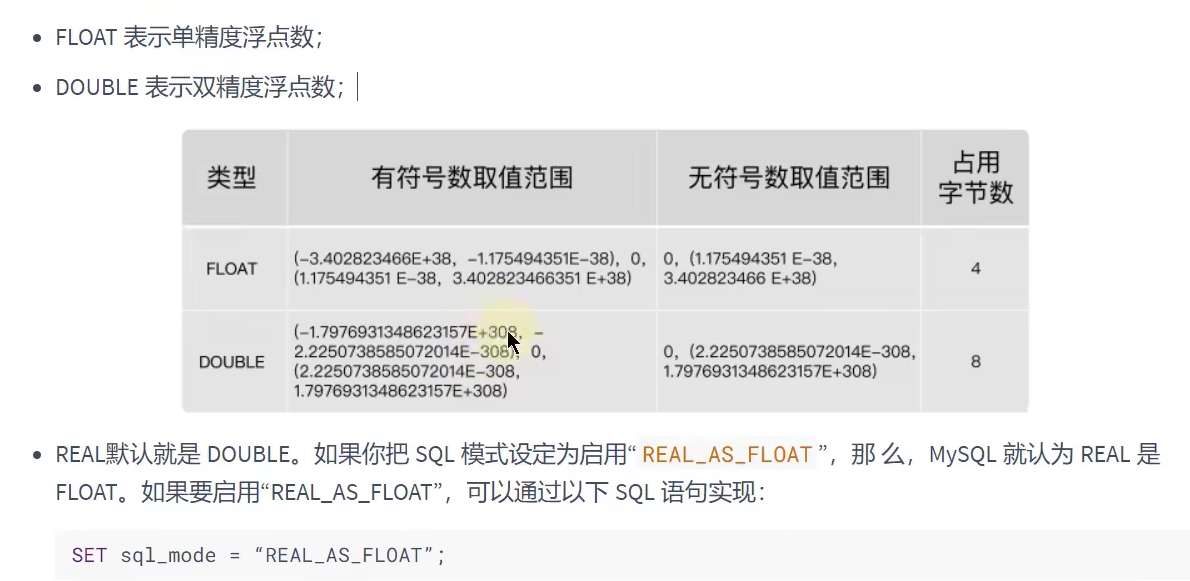 FLOAT 表示单精度浮点数；
DOUBLE 表示双精度浮点数；
类型 有符号数取值范围 无符号数取值范围 占用
字节数
FLOAT (−3.402823466E+38，−1.175494351E−38)，0， 0，(1.175494351 E−38， 4
(1.175494351 E−38，3.402823466351 E+38) 3.402823466 E+38)
DOUBLE (−1.7976931348623157E+308，−
2.2250738585072014E−308)，0， 0，(2.2250738585072014E−308， 8
(2.2250738585072014E−308， 1.7976931348623157E+308)
1.7976931348623157E+308)
REAL默认就是 DOUBLE。如果你把 SQL 模式设定为启用“ REAL_AS_FLOAT ”，那 么，MySQL 就认为 REAL 是
FLOAT。如果要启用“REAL_AS_FLOAT”，可以通过以下 SQL 语句实现：
SET sql_mode = “REAL_AS_FLOAT”;